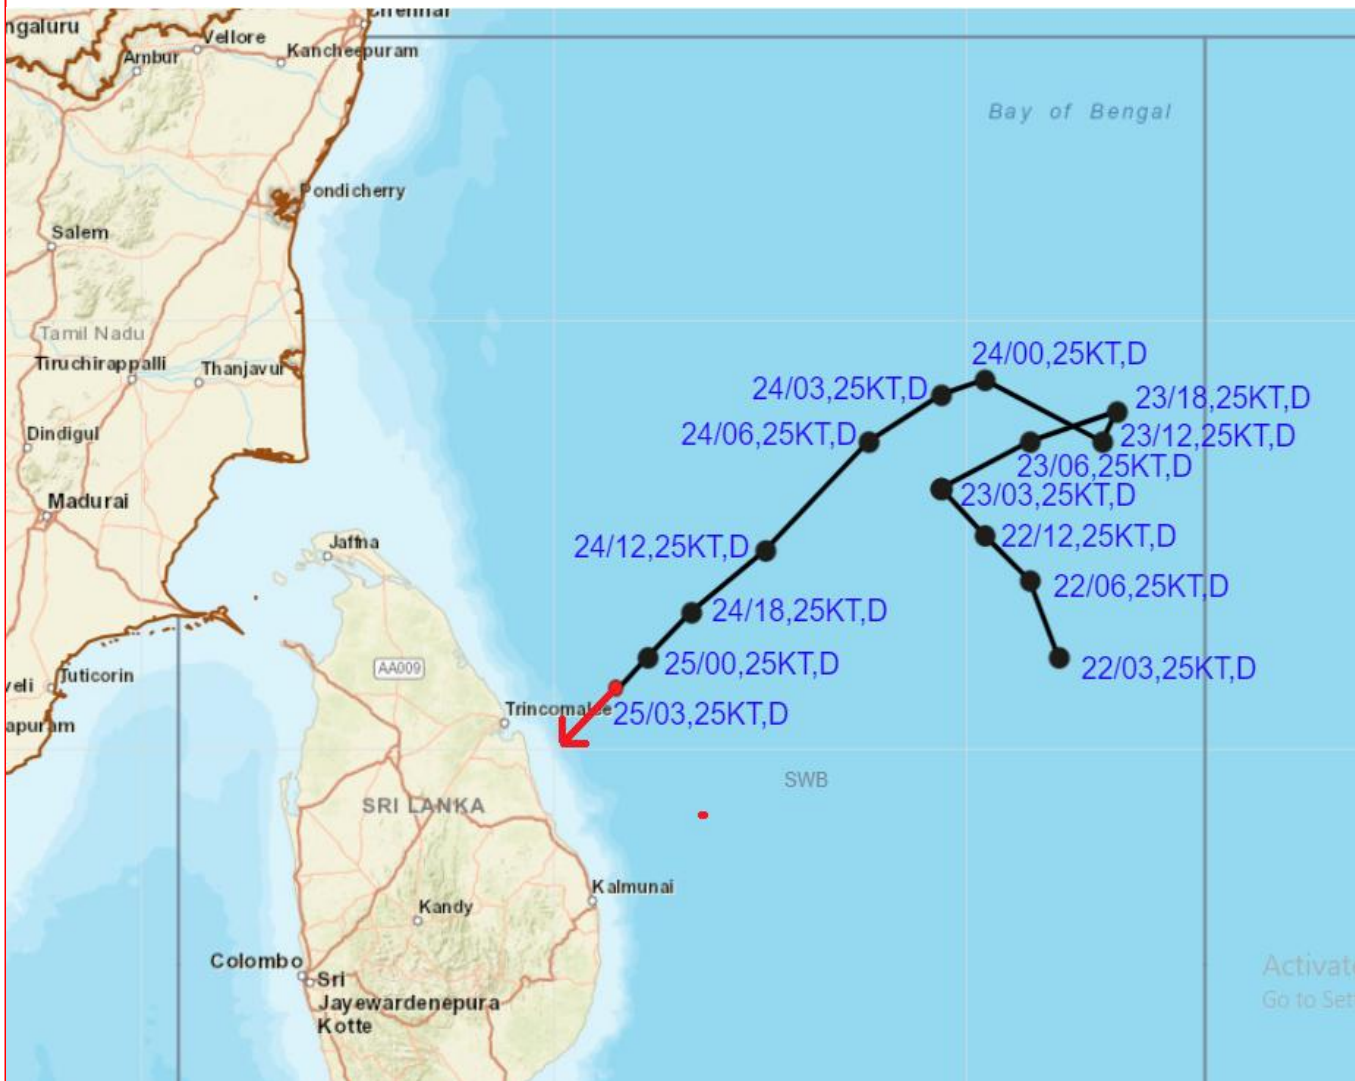 ngaluru
Chennai
Vellore
Ambur
Kancheepuram
Bay of Bengal
Pondicherry
Salem
Tamil Nadu
Tiruchirappalli
Thanjavur
24/00,25KT,D
24/03,25KT,D
23/18,25KT,D
24/06,25KT,D
23/12,25KT,D
Dindigul
23/06,25KT,D
23/03,25KT,D
Madurai
22/12,25KT,D
Jaffna
24/12,25KT,D
22/06,25KT,D
24/18,25KT,D
AA009
25/00,25KT,D
22/03,25KT,D
veli
Tuticorin
Trincomalee
25/03,25KT,D
apuram
SWB
SRI LANKA
Kalmunai
Kandy
Colombo
Sri
Jayewardenepura
Kotte
Activate
Go to Set